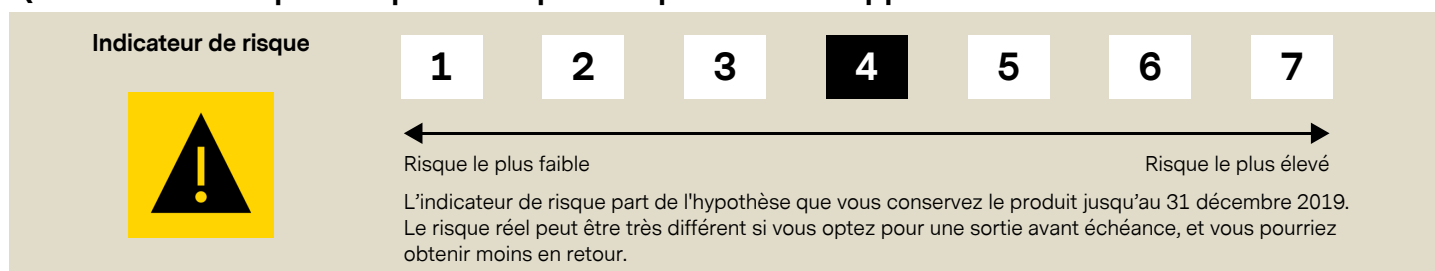 Indicateur de risque
1 2 3 4 5 6 7
Risque le plus faible Risque le plus élevé
L’indicateur de risque part de l'hypothèse que vous conservez le produit jusqu’au 31 décembre 2019.
Le risque réel peut être très différent si vous optez pour une sortie avant échéance, et vous pourriez
obtenir moins en retour.